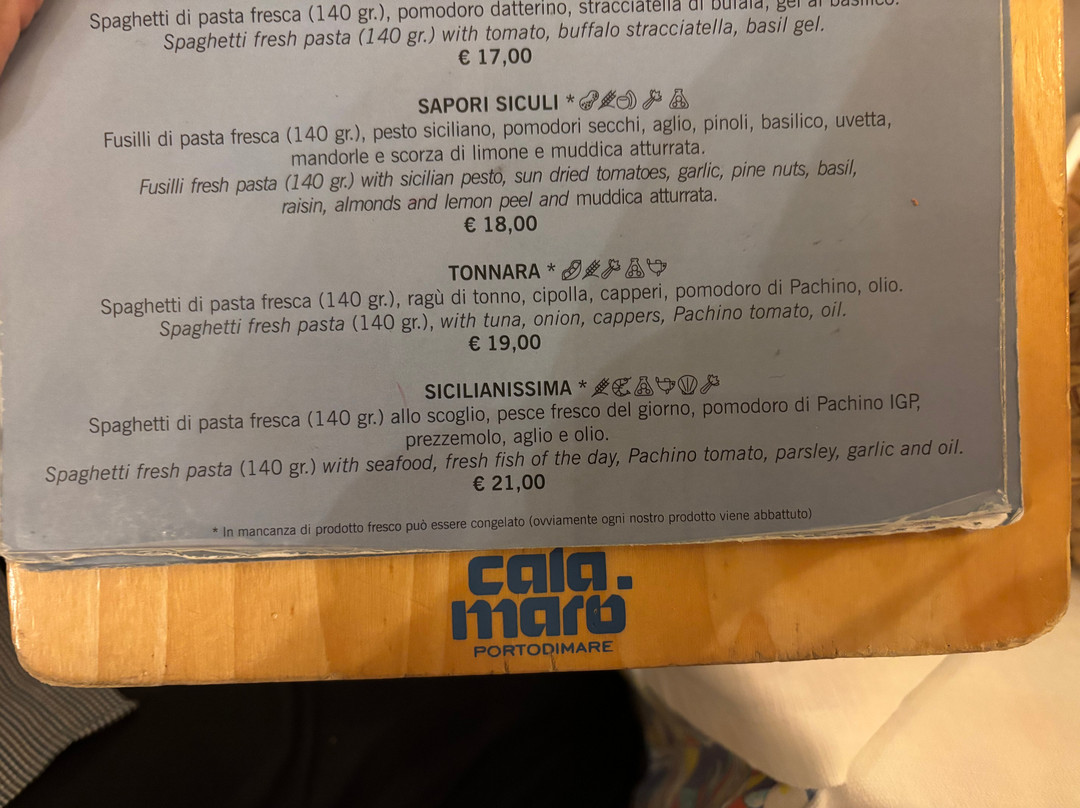 Spaghetti di pasta fresca (140 gr.), pomodoro datterino, stracciatella di bufala, gel al basilico.
Spaghetti fresh pasta (140 gr.) with tomato, buffalo stracciatella, basil gel.
€ 17,00
SAPORI SICULI *
Fusilli di pasta fresca (140 gr.), pesto siciliano, pomodori secchi, aglio, pinoli, basilico, uvetta,
mandorle e scorza di limone e muddica atturrata.
Fusilli fresh pasta (140 gr.) with sicilian pesto, sun dried tomatoes, garlic, pine nuts, basil,
raisin, almonds and lemon peel and muddica atturrata.
€ 18,00
TONNARA *
Spaghetti di pasta fresca (140 gr.), ragù di tonno, cipolla, capperi, pomodoro di Pachino, olio.
Spaghetti fresh pasta (140 gr.), with tuna, onion, cappers, Pachino tomato, oil.
€ 19,00
SICILIANISSIMA *
Spaghetti di pasta fresca (140 gr.) allo scoglio, pesce fresco del giorno, pomodoro di Pachino IGP,
prezzemolo, aglio e olio.
Spaghetti fresh pasta (140 gr.) with seafood, fresh fish of the day, Pachino tomato, parsley, garlic and oil.
€ 21,00
* In mancanza di prodotto fresco può essere congelato (ovviamente ogni nostro prodotto viene abbattuto)
cala.
maro
PORTODIMARE